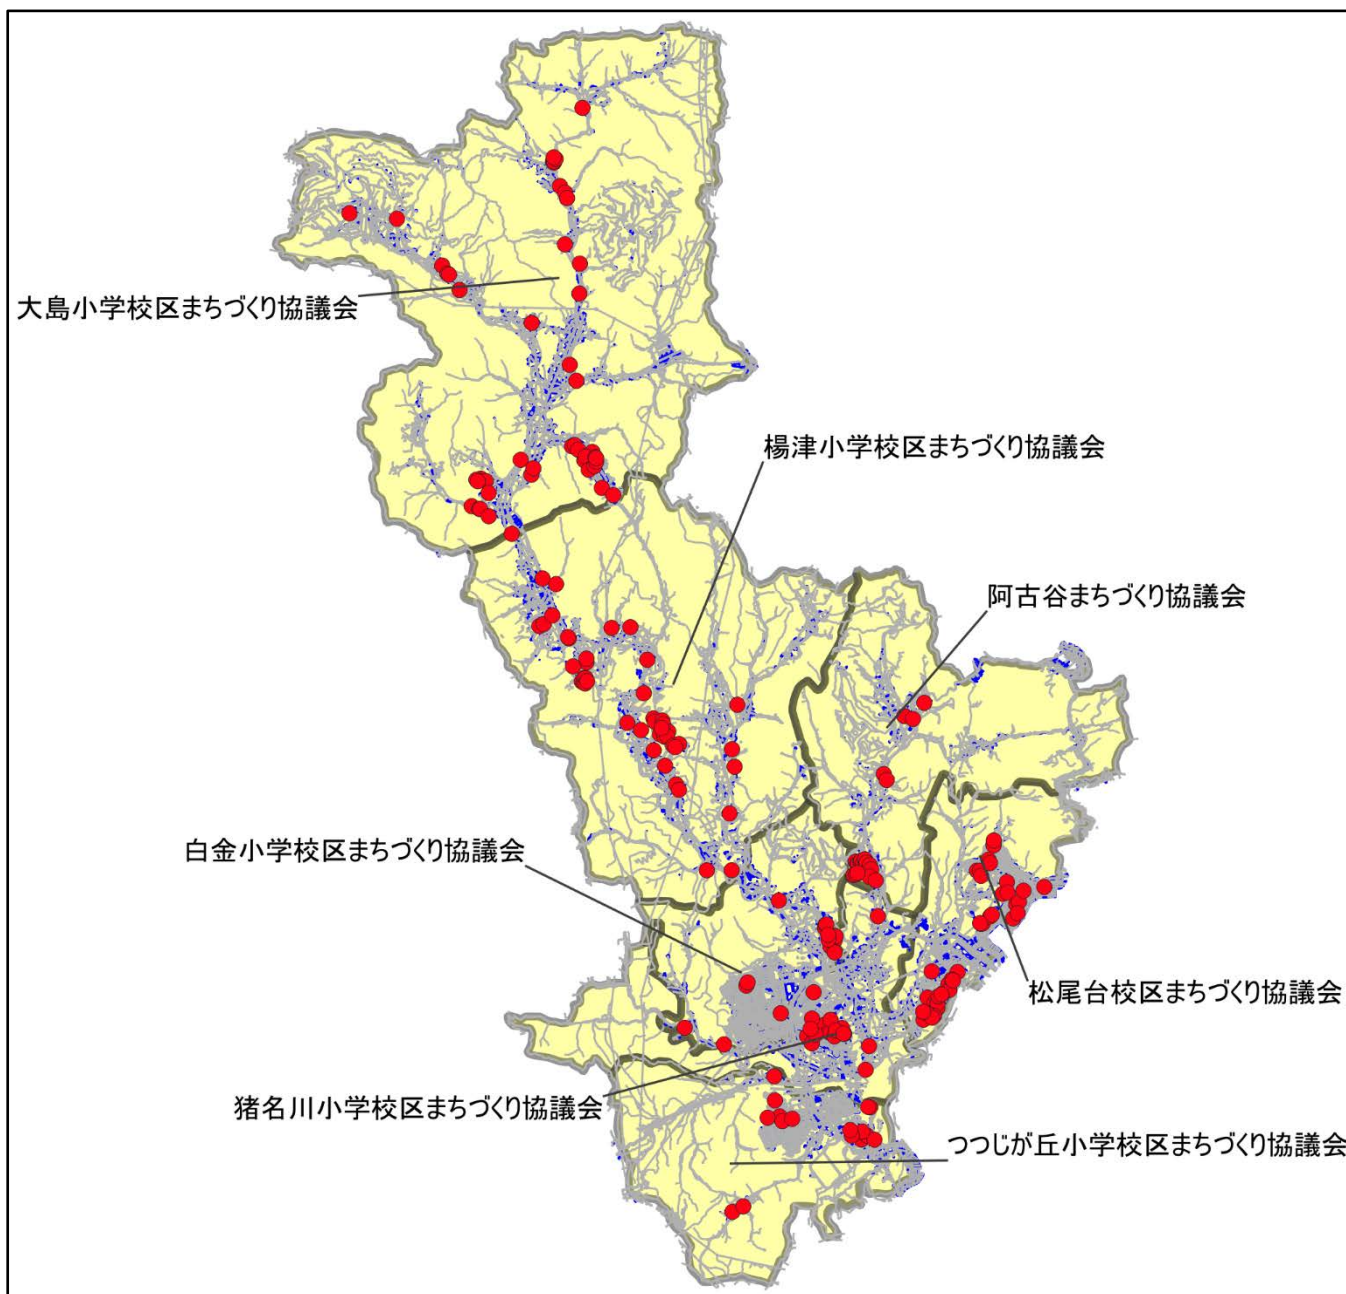 大島小学校区まちづくり協議会
楊津小学校区まちづくり協議会
阿古谷まちづくり協議会
白金小学校区まちづくり協議会
松尾台校区まちづくり協議会
猪名川小学校区まちづくり協議会
つつじが丘小学校区まちづくり協議会